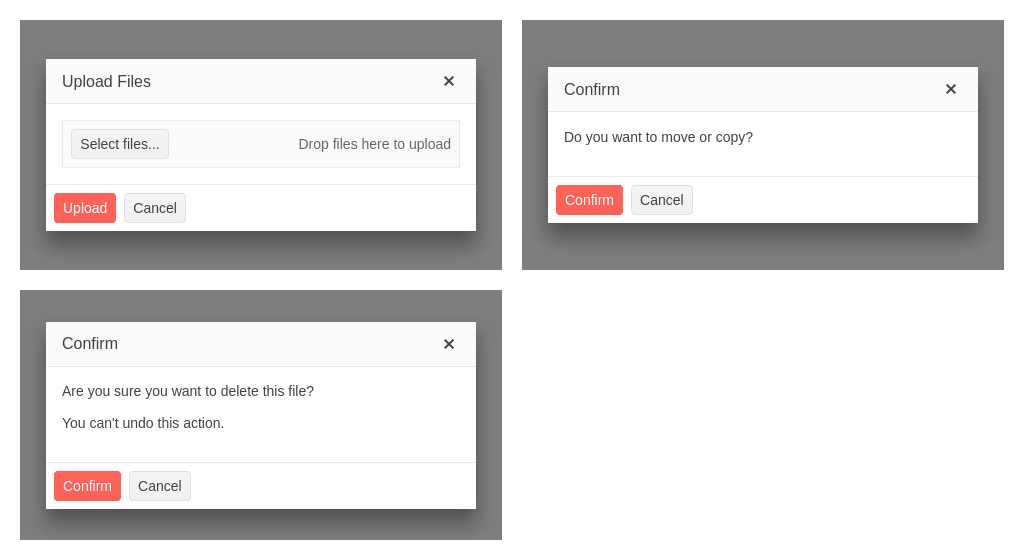 Upload Files
Select files...
Drop files here to upload
Upload
Cancel
Confirm
Do you want to move or copy?
Confirm
Cancel
Confirm
Are you sure you want to delete this file?
You can't undo this action.
Confirm
Cancel